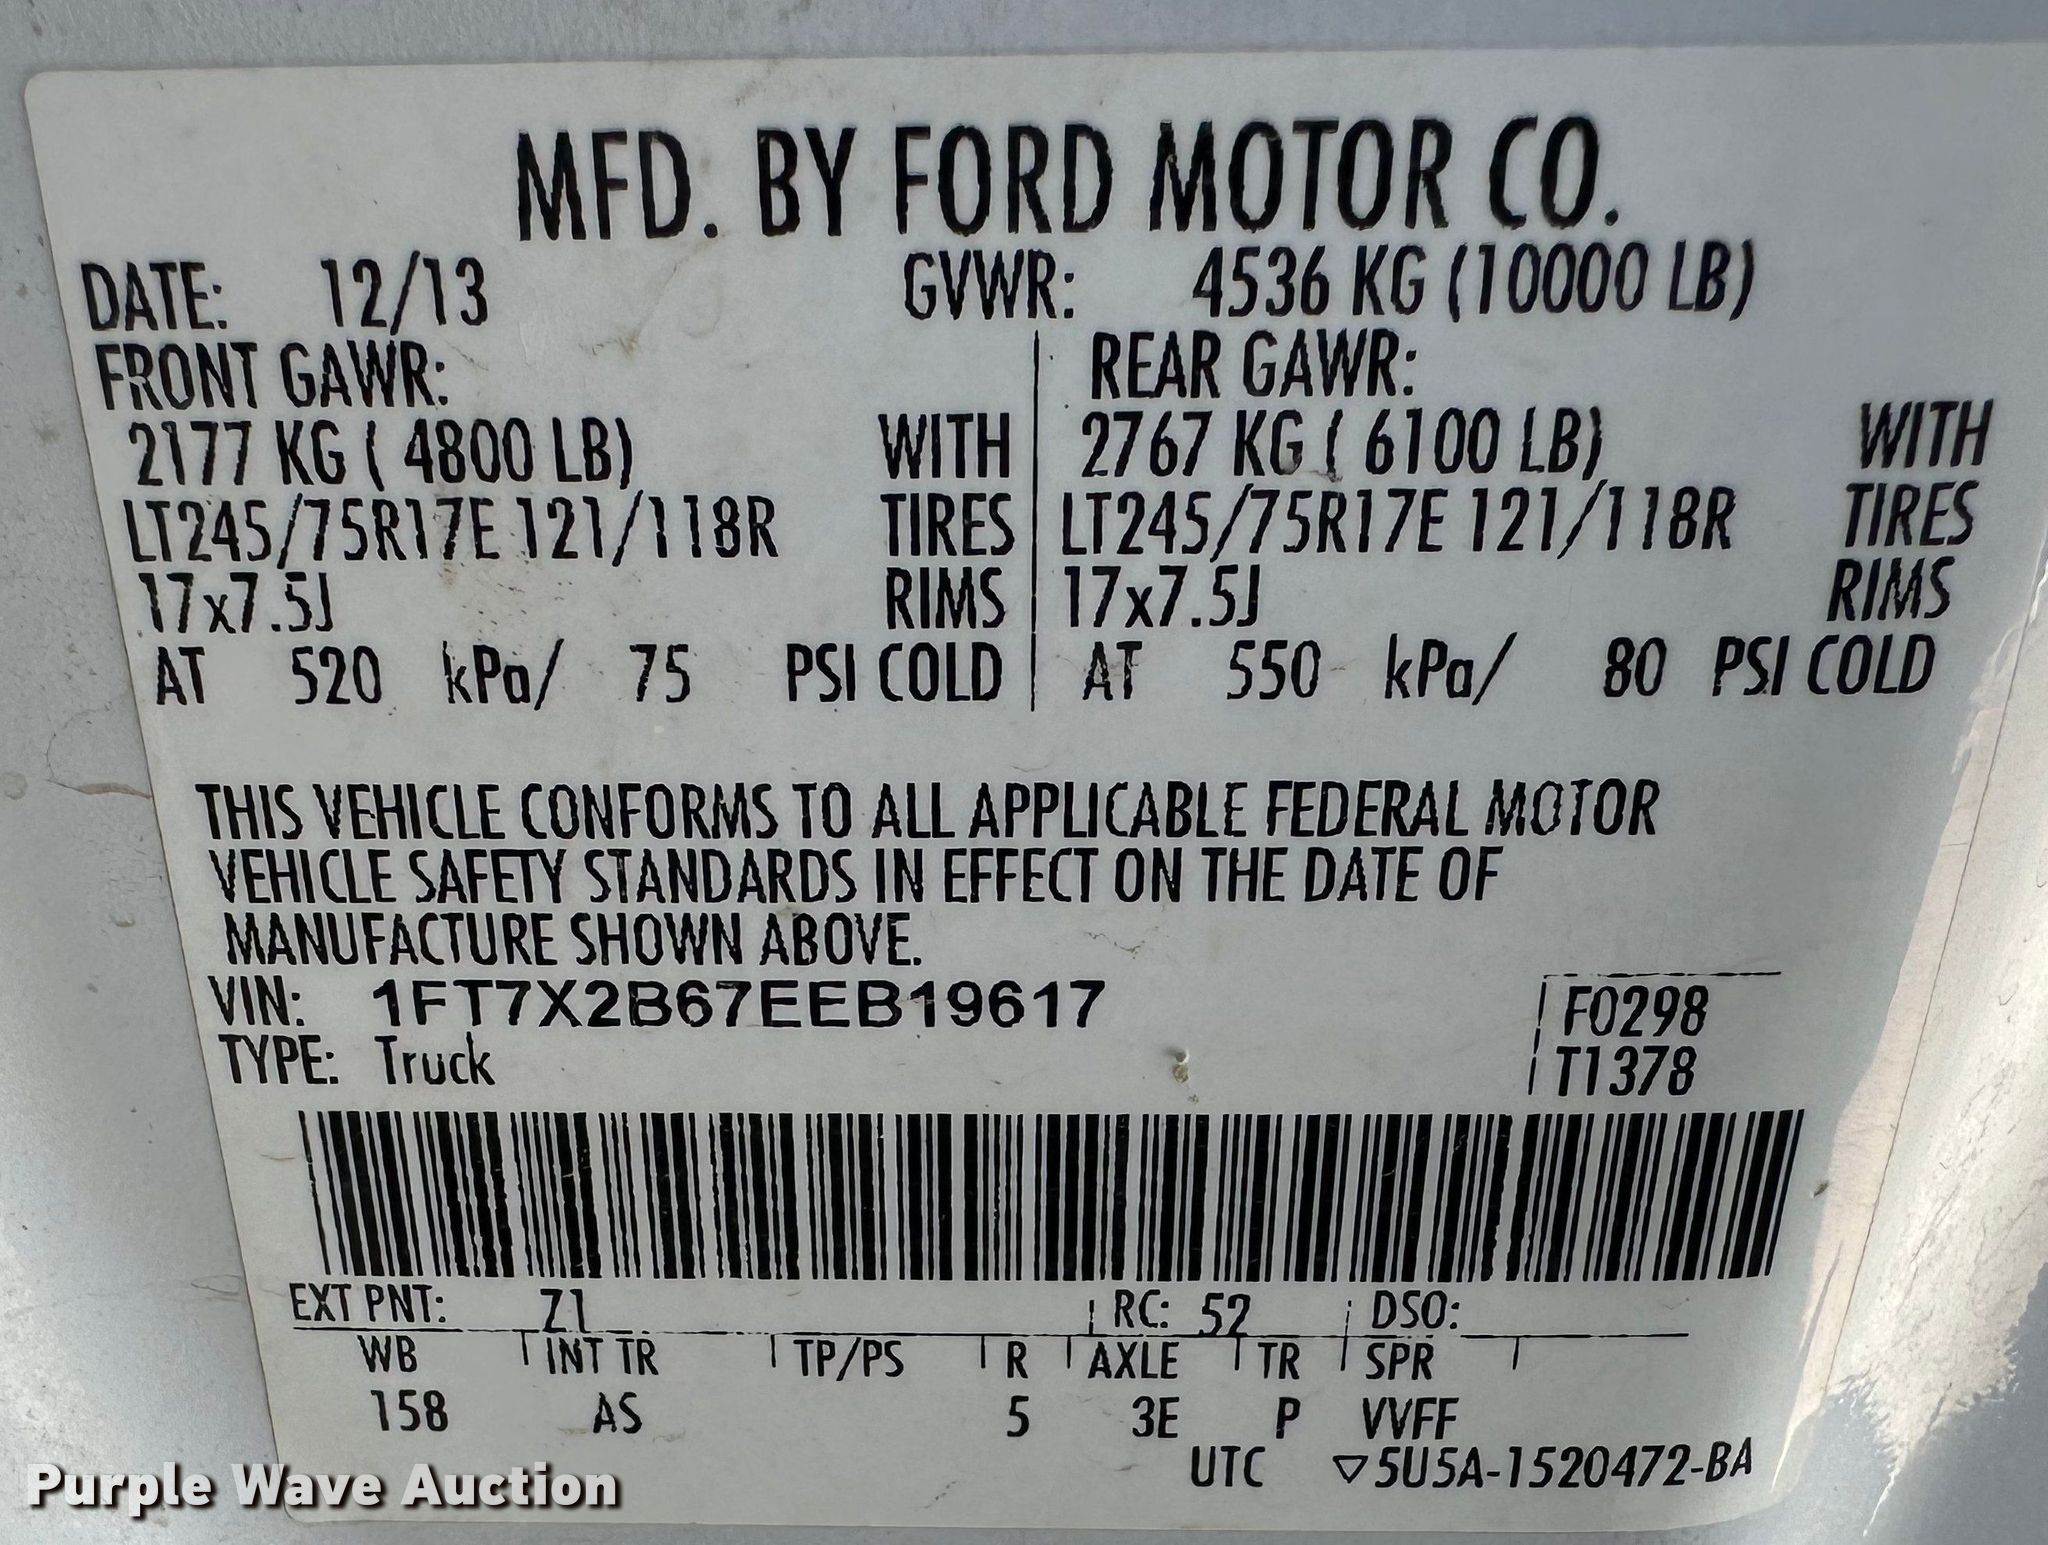 MFD. BY FORD MOTOR CO.
DATE: 12/13 GVWR: 4536 KG (10000 LB)
FRONT GAWR: REAR GAWR:
2177 KG ( 4800 LB) WITH 2767 KG ( 6100 LB) WITH
LT245/75R17E 121/118R TIRES LT245/75R17E 121/118R TIRES
17x7.5J RIMS 17x7.5J RIMS
AT 520 kPa/ 75 PSI COLD AT 550 kPa/ 80 PSI COLD
THIS VEHICLE CONFORMS TO ALL APPLICABLE FEDERAL MOTOR
VEHICLE SAFETY STANDARDS IN EFFECT ON THE DATE OF
MANUFACTURE SHOWN ABOVE.
VIN: 1FT7X2B67EEB19617 F0298
TYPE: Truck T1378
EXT PNT: Z1 RC: 52 DSO:
WB INT TR TP/PS R AXLE TR SPR
158 AS 5 3E P VVFF
UTC ▽5U5A-1520472-BA
Purple Wave Auction